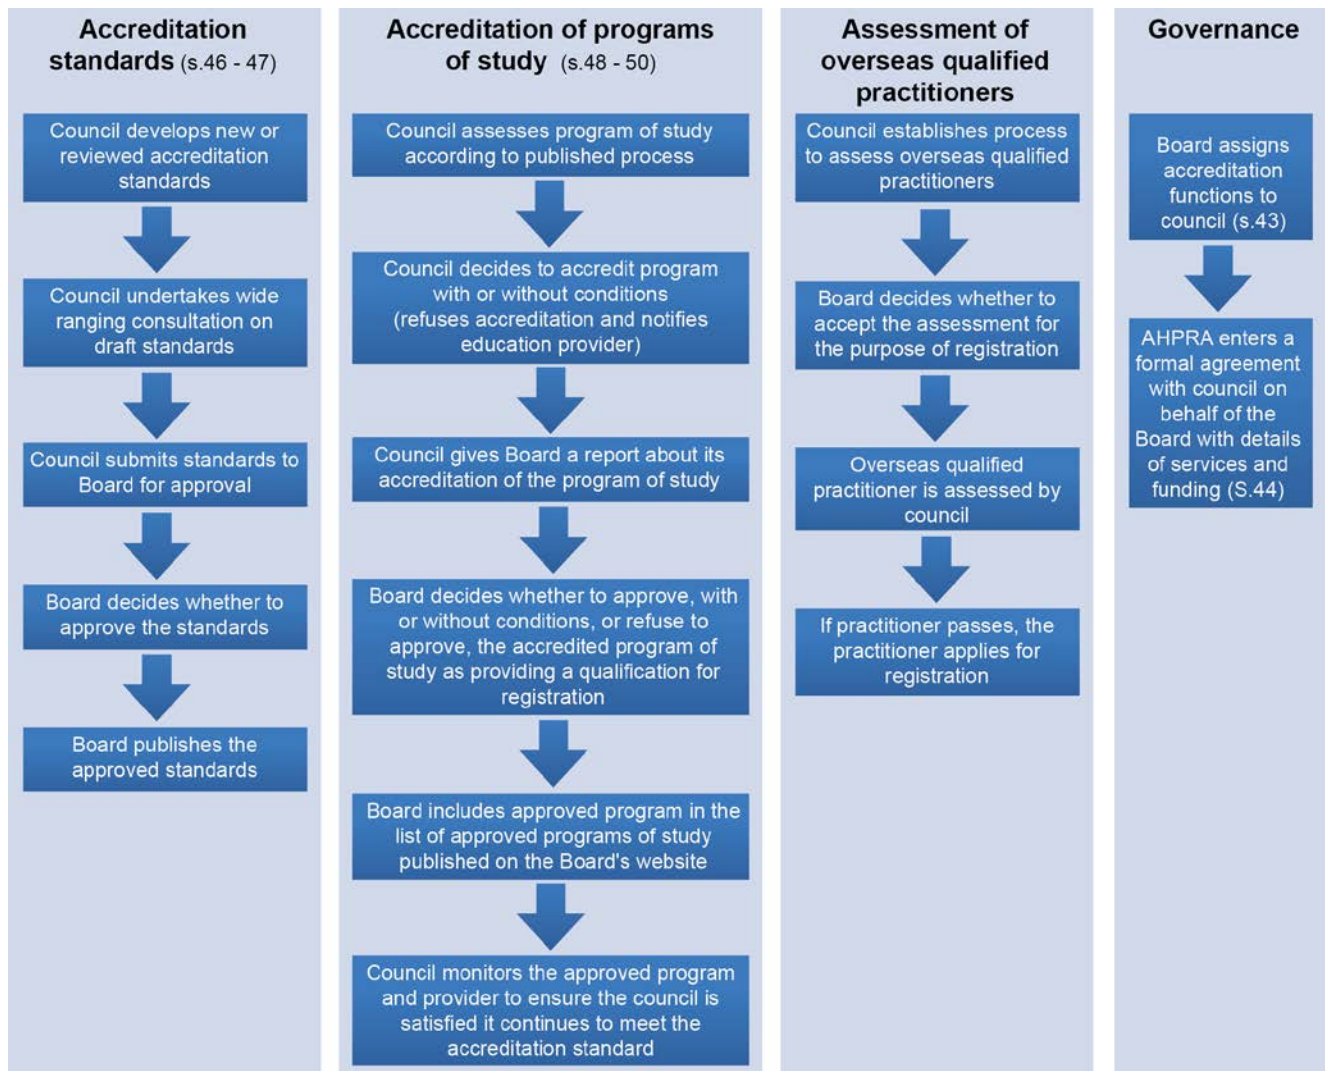 Accreditation
standards (s.46 - 47)
Council develops new or
reviewed accreditation
standards
Council undertakes wide
ranging consultation on
draft standards
Council submits standards to
Board for approval
Board decides whether to
approve the standards
Board publishes the
approved standards
Accreditation of programs
of study (s.48 - 50)
Council assesses program of study
according to published process
Council decides to accredit program
with or without conditions
(refuses accreditation and notifies
education provider)
Council gives Board a report about its
accreditation of the program of study
Board decides whether to approve, with
or without conditions, or refuse to
approve, the accredited program of
study as providing a qualification for
registration
Board includes approved program in the
list of approved programs of study
published on the Board's website
Council monitors the approved program
and provider to ensure the council is
satisfied it continues to meet the
accreditation standard
Assessment of
overseas qualified
practitioners
Council establishes process
to assess overseas qualified
practitioners
Board decides whether to
accept the assessment for
the purpose of registration
Overseas qualified
practitioner is assessed by
council
If practitioner passes, the
practitioner applies for
registration
Governance
Board assigns
accreditation
functions to
council (s.43)
AHPRA enters a
formal agreement
with council on
behalf of the
Board with details
of services and
funding (S.44)